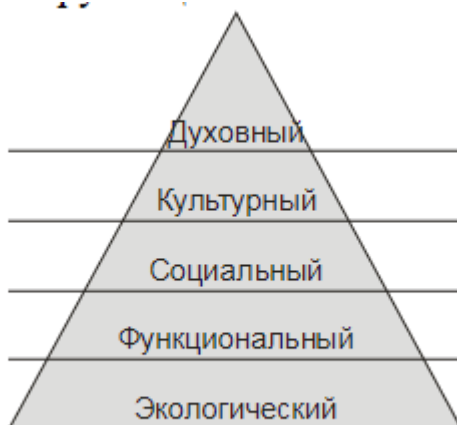 Духовный
Культурный
Социальный
Функциональный
Экологический